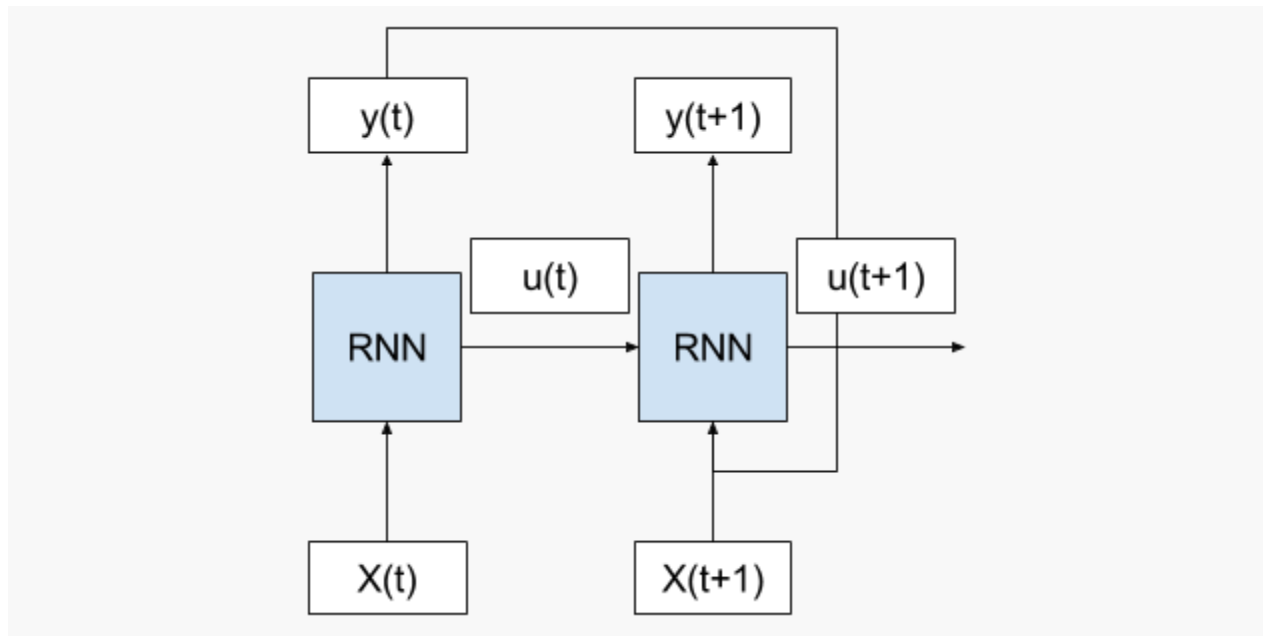 y(t)
y(t+1)
u(t)
u(t+1)
RNN
RNN
X(t)
X(t+1)